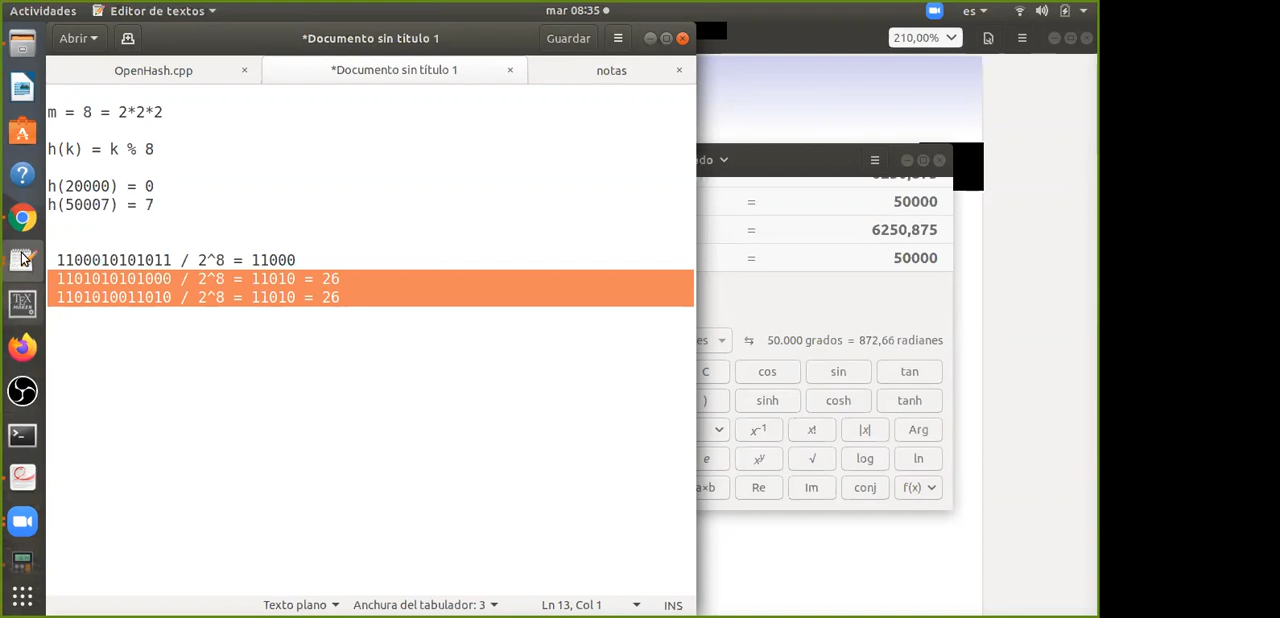 Actividades Editor de textos mar 08:35 es
Abrir *Documento sin título 1 Guardar 210,00%
OpenHash.cpp × *Documento sin título 1 × notas ×
m = 8 = 2*2*2
h(k) = k % 8
h(20000) = 0
h(50007) = 7
1100010101011 / 2^8 = 11000
1101010101000 / 2^8 = 11010 = 26
1101010011010 / 2^8 = 11010 = 26
= 50000
= 6250,875
= 50000
50.000 grados = 872,66 radianes
C cos sin tan
) sinh cosh tanh
x⁻¹ x! |x| Arg
e xʸ √ log ln
a×b Re Im conj f(x)
Texto plano Anchura del tabulador: 3 Ln 13, Col 1 INS